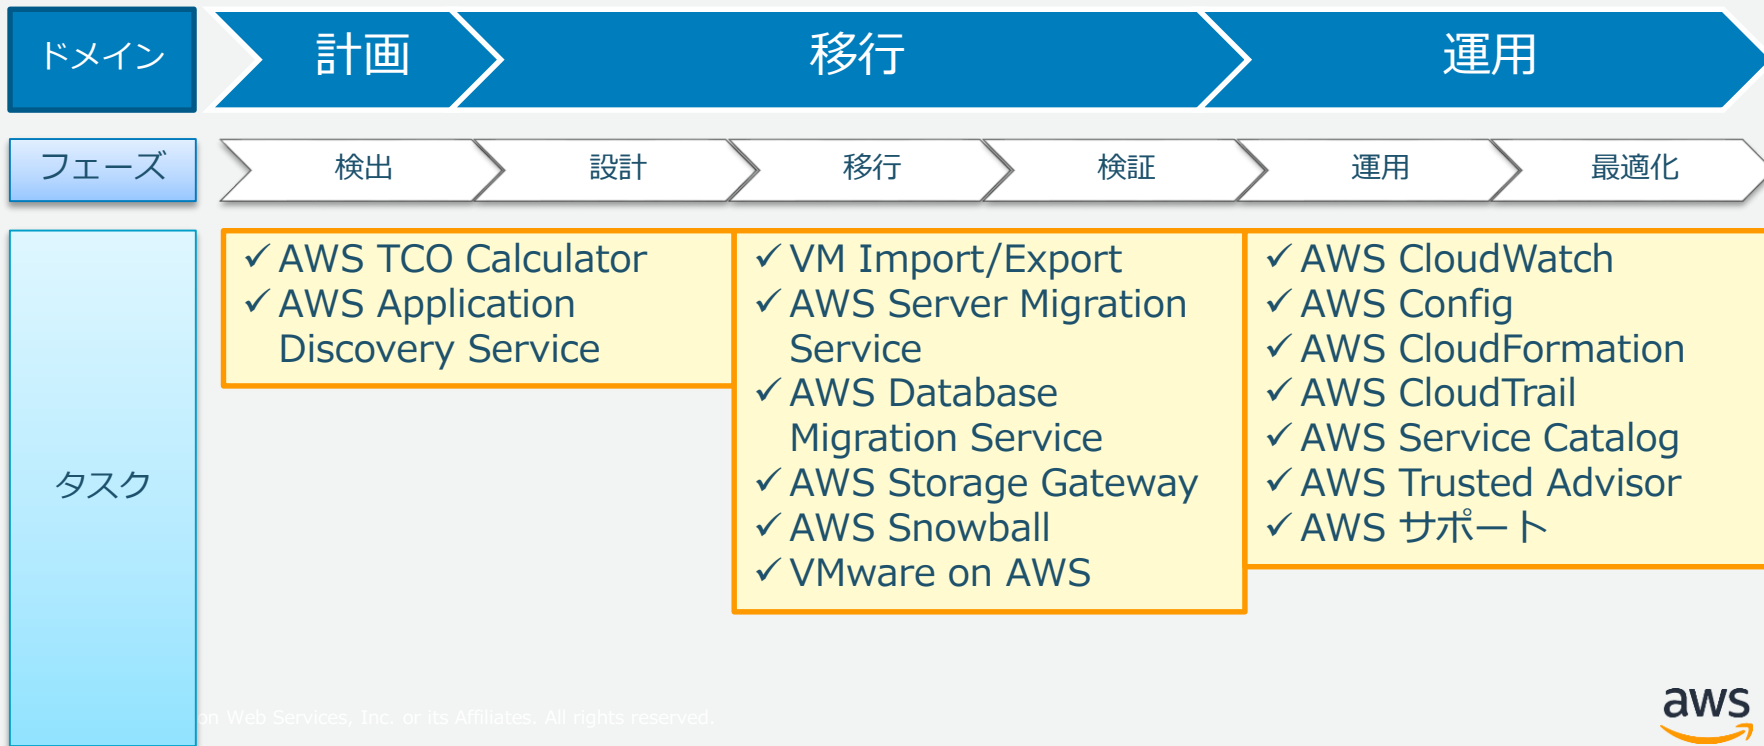 ドメイン
計画
移行
運用
フェーズ
検出
設計
移行
検証
運用
最適化
タスク
✓ AWS TCO Calculator
✓ AWS Application
Discovery Service
✓ VM Import/Export
✓ AWS Server Migration
Service
✓ AWS Database
Migration Service
✓ AWS Storage Gateway
✓ AWS Snowball
✓ VMware on AWS
✓ AWS CloudWatch
✓ AWS Config
✓ AWS CloudFormation
✓ AWS CloudTrail
✓ AWS Service Catalog
✓ AWS Trusted Advisor
✓ AWS サポート
on Web Services, Inc. or its Affiliates. All rights reserved.
aws